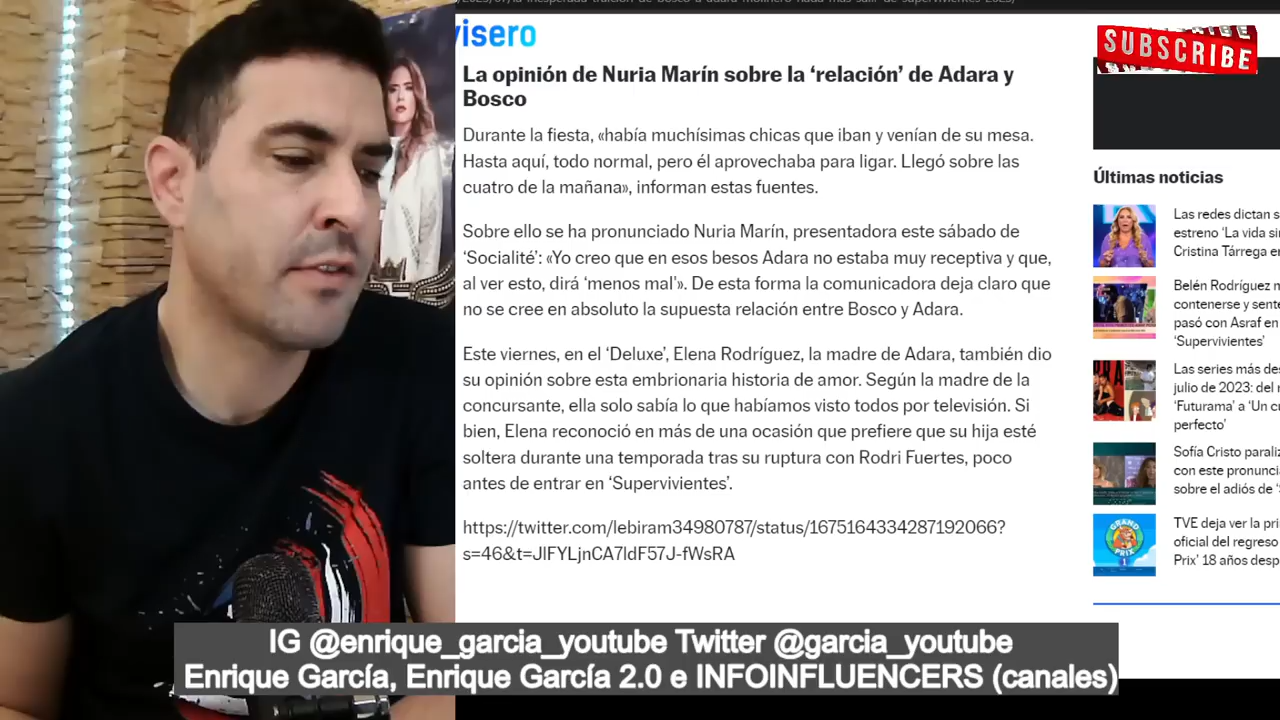 visero
SUBSCRIBE
La opinión de Nuria Marín sobre la ‘relación’ de Adara y
Bosco
Durante la fiesta, «había muchísimas chicas que iban y venían de su mesa.
Hasta aquí, todo normal, pero él aprovechaba para ligar. Llegó sobre las
cuatro de la mañana», informan estas fuentes.
Sobre ello se ha pronunciado Nuria Marín, presentadora este sábado de
‘Socialité’: «Yo creo que en esos besos Adara no estaba muy receptiva y que,
al ver esto, dirá ‘menos mal'». De esta forma la comunicadora deja claro que
no se cree en absoluto la supuesta relación entre Bosco y Adara.
Este viernes, en el ‘Deluxe’, Elena Rodríguez, la madre de Adara, también dio
su opinión sobre esta embrionaria historia de amor. Según la madre de la
concursante, ella solo sabía lo que habíamos visto todos por televisión. Si
bien, Elena reconoció en más de una ocasión que prefiere que su hija esté
soltera durante una temporada tras su ruptura con Rodri Fuertes, poco
antes de entrar en ‘Supervivientes’.
https://twitter.com/lebiram34980787/status/1675164334287192066?
s=46&t=JlFYLjnCA7ldF57J-fWsRA
Últimas noticias
Las redes dictan s
estreno ‘La vida sin
Cristina Tárrega en
Belén Rodríguez n
contenerse y sent
pasó con Asraf en
‘Supervivientes’
Las series más des
julio de 2023: del r
‘Futurama’ a ‘Un c
perfecto’
Sofía Cristo parali
con este pronunci
sobre el adiós de ‘S
TVE deja ver la pri
oficial del regreso
Prix’ 18 años desp
GRAND
PRIX
IG @enrique_garcia_youtube Twitter @garcia_youtube
Enrique García, Enrique García 2.0 e INFOINFLUENCERS (canales)